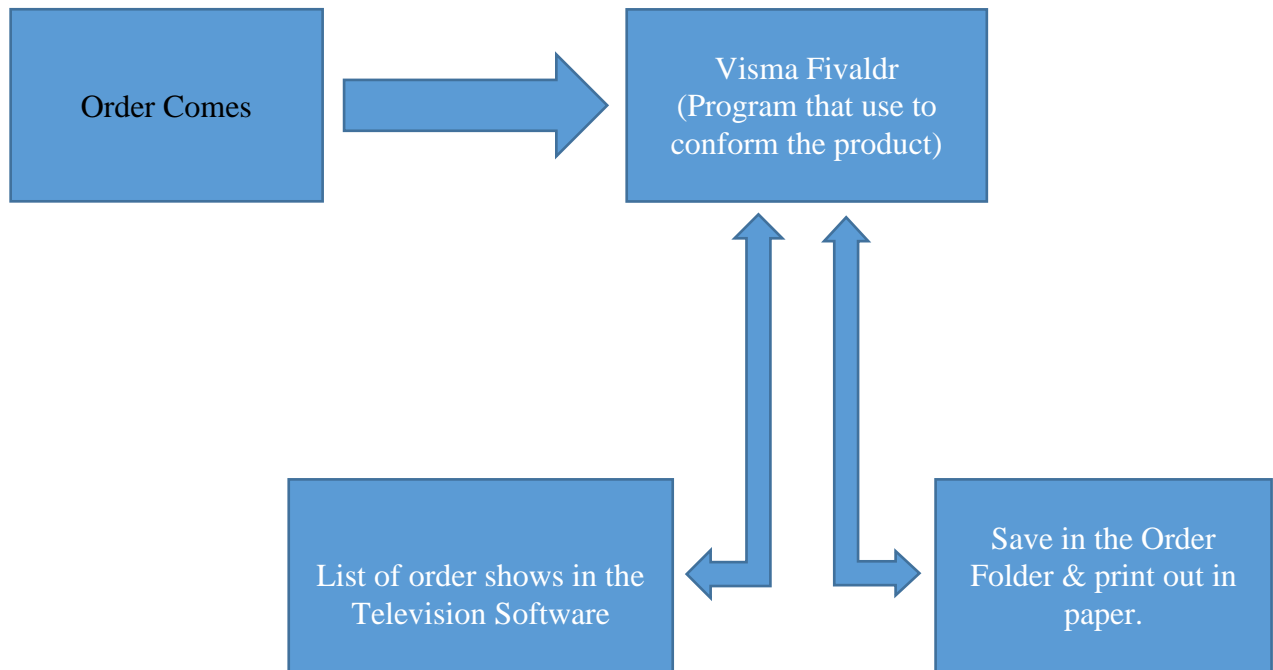 Order Comes
Visma Fivaldr
(Program that use to
conform the product)
List of order shows in the
Television Software
Save in the Order
Folder & print out in
paper.